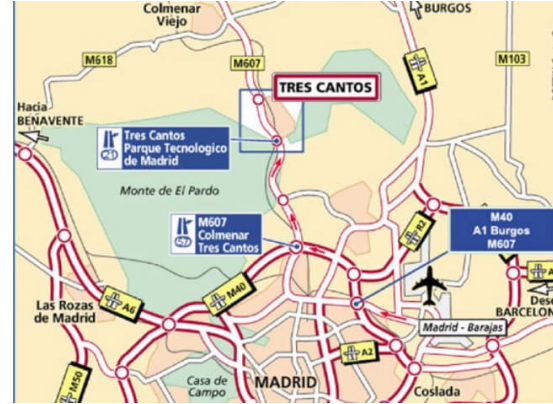 Colmenar
Viejo
BURGOS
M618
M607
A1
M103
TRES CANTOS
Hacia
BENAVENTE
Tres Cantos
Parque Tecnologico
de Madrid
Monte de El Pardo
M607
Colmenar
Tres Cantos
M40
A1 Burgos
M607
R2
M40
A6
Las Rozas
de Madrid
BARCELON
Madrid - Barajas
A2
M50
Casa de
Campo
MADRID
Coslada